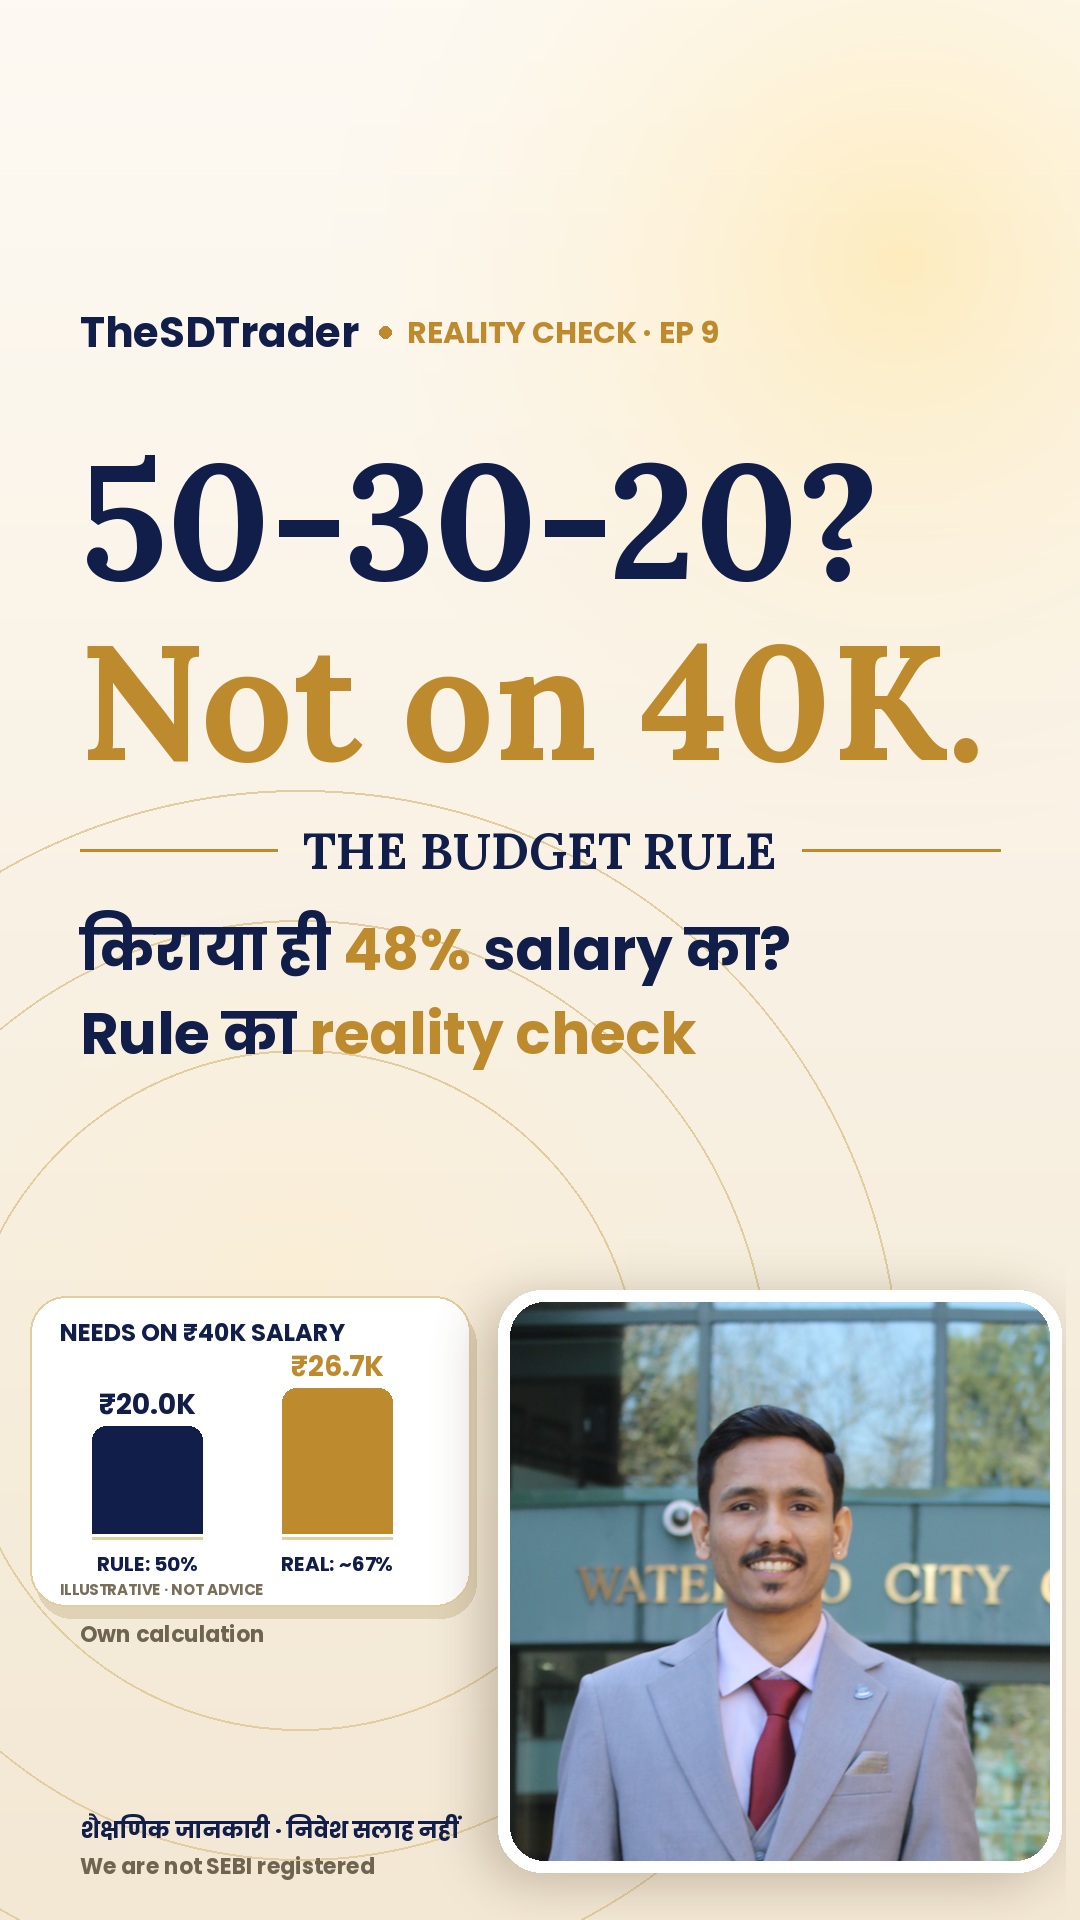 TheSDTrader • REALITY CHECK · EP 9
50-30-20?
Not on 40K.
THE BUDGET RULE
किराया ही 48% salary का?
Rule का reality check
NEEDS ON ₹40K SALARY
₹26.7K
₹20.0K
RULE: 50%
REAL: ~67%
ILLUSTRATIVE · NOT ADVICE
Own calculation
CITY
शैक्षणिक जानकारी · निवेश सलाह नहीं
We are not SEBI registered